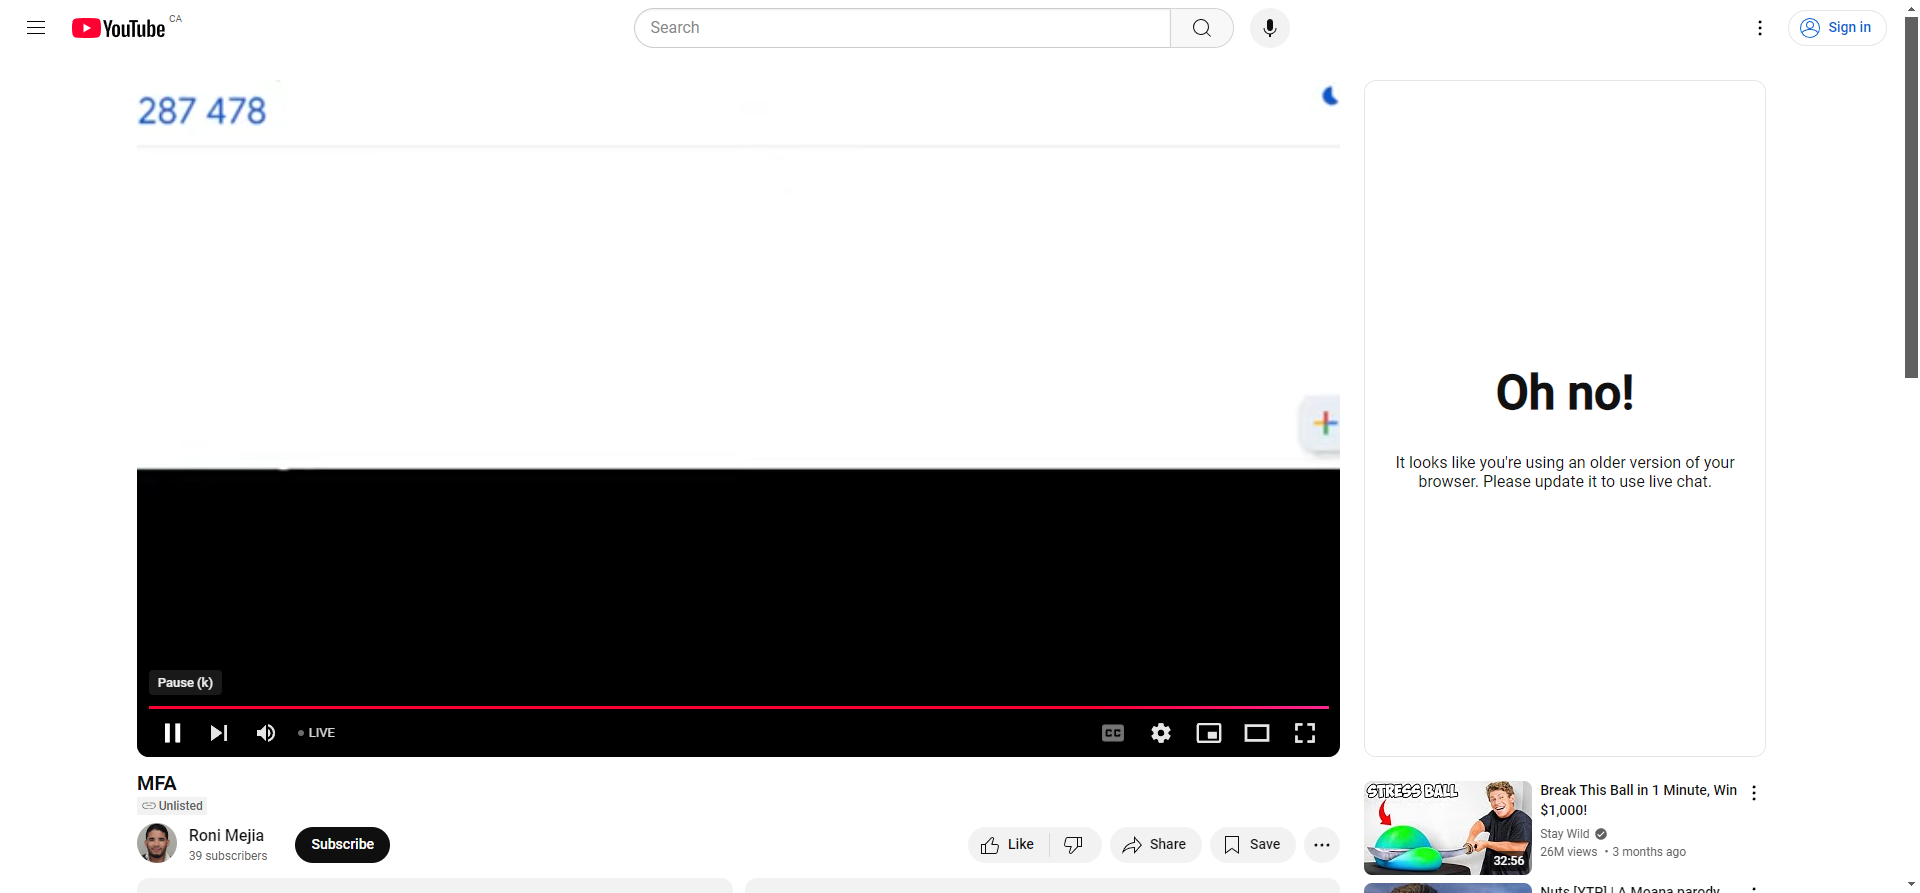 YouTube CA
Search
Sign in
287 478
Oh no!
It looks like you're using an older version of your
browser. Please update it to use live chat.
Pause (k)
LIVE
CC
MFA
Unlisted
Roni Mejia
39 subscribers
Subscribe
Like
Share
Save
STRESS BALL
32:56
Break This Ball in 1 Minute, Win
$1,000!
Stay Wild
26M views • 3 months ago
Nuts [YTP] | A Moana parody